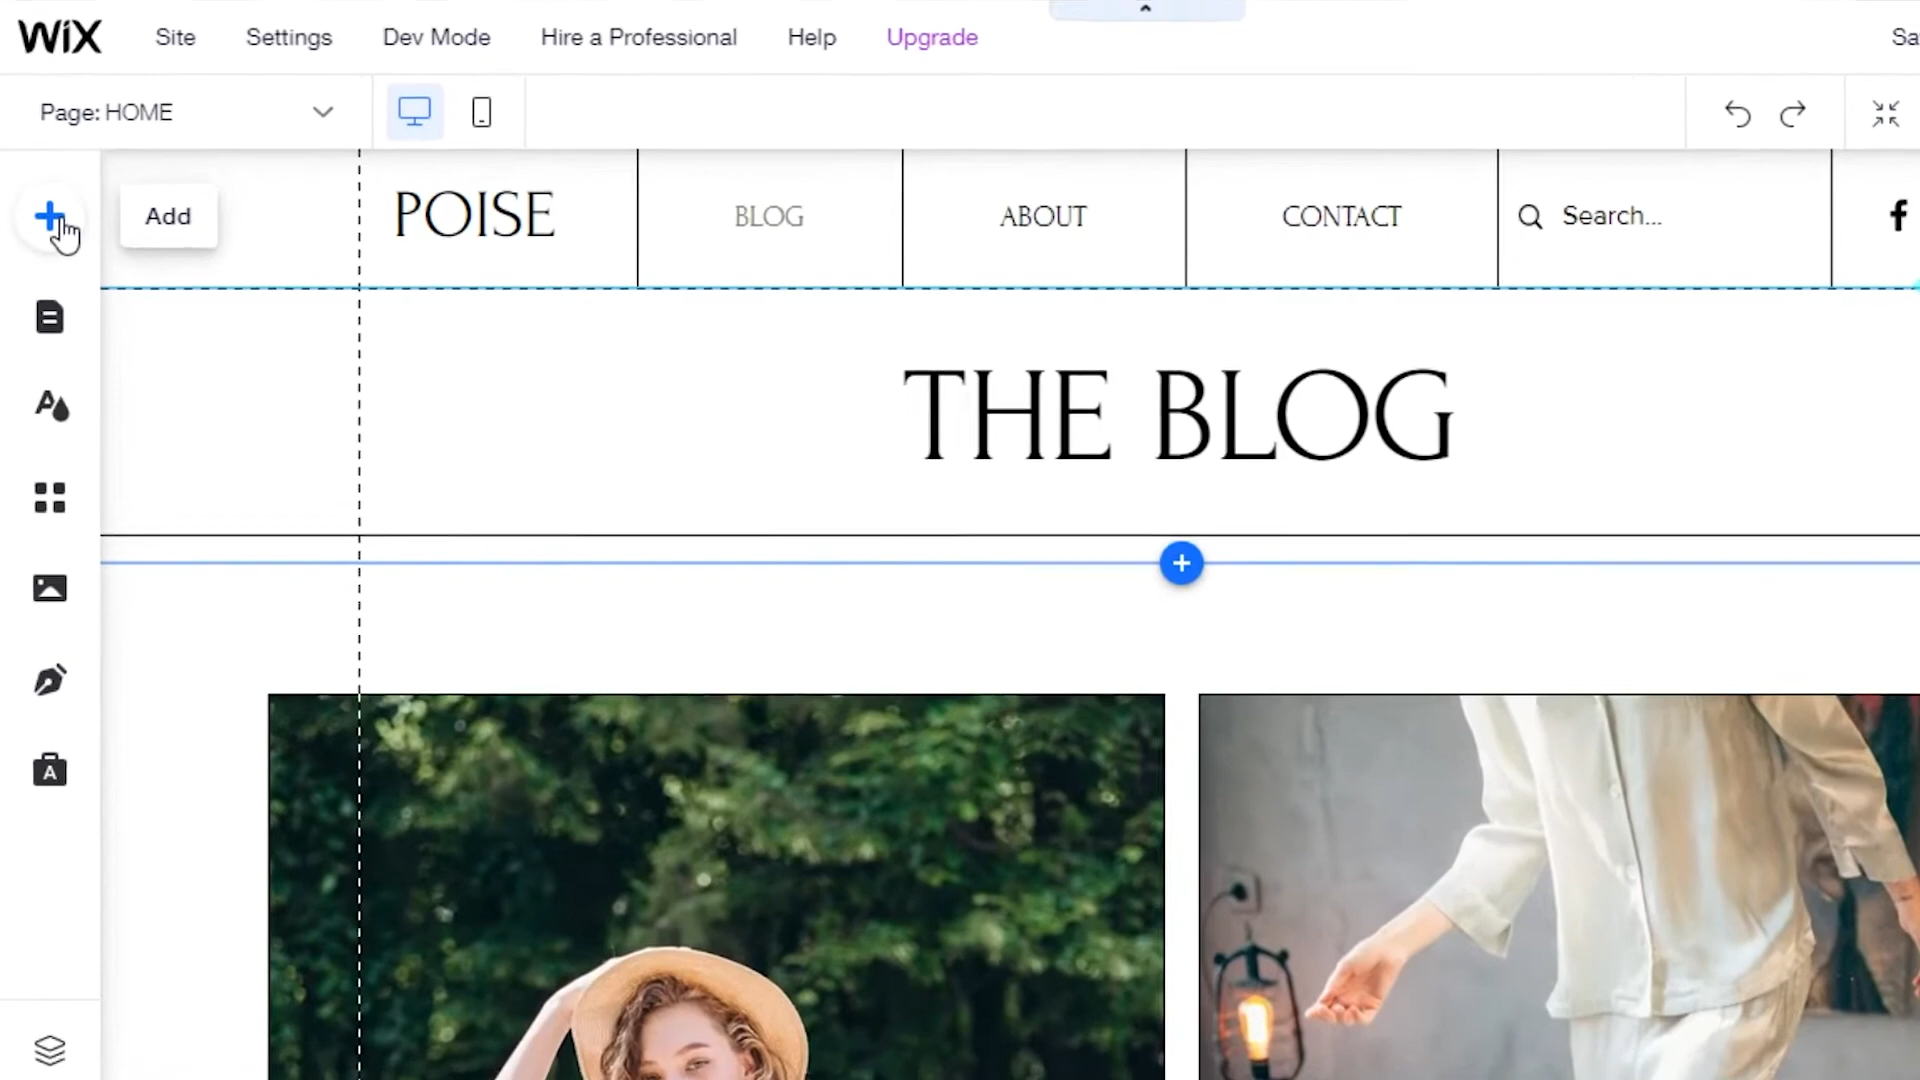 WiX Site Settings Dev Mode Hire a Professional Help Upgrade Sa
Page: HOME
Add POISE BLOG ABOUT CONTACT Search... f
THE BLOG
A